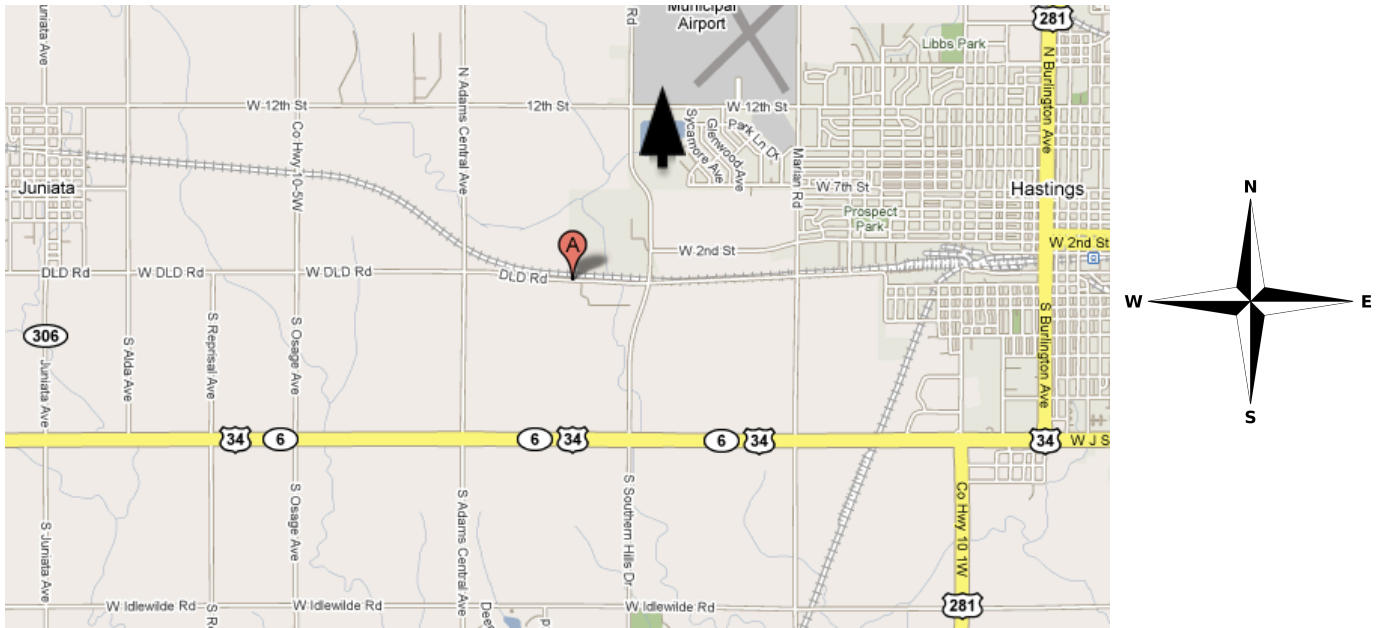 Municipal
Airport
281
Rd
Juniata Ave
Libbs Park
N Burlington Ave
N Adams Central Ave
W 12th St
12th St
W 12th St
Co Hwy 10-5W
Sycamore Ave
Glenwood Ave
Park Ln Dr
Marian Rd
Juniata
W 7th St
Hastings
Prospect
Park
N
A
W 2nd St
W 2nd St
DLD Rd
W DLD Rd
W DLD Rd
DLD Rd
W
E
306
S Reprisal Ave
S Osage Ave
S Alda Ave
Juniata Ave
S Burlington Ave
S
34
6
6
34
6
34
34
W J S
S Juniata Ave
S Osage Ave
S Adams Central Ave
S Southern Hills Dr
Co Hwy 10 1W
W Idlewilde Rd
S Re
W Idlewilde Rd
Deer
P
W Idlewilde Rd
281